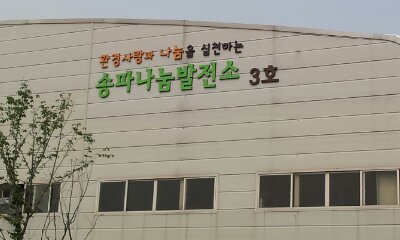 환경사랑과 나눔을 실현하는
송파나눔발전소 3호